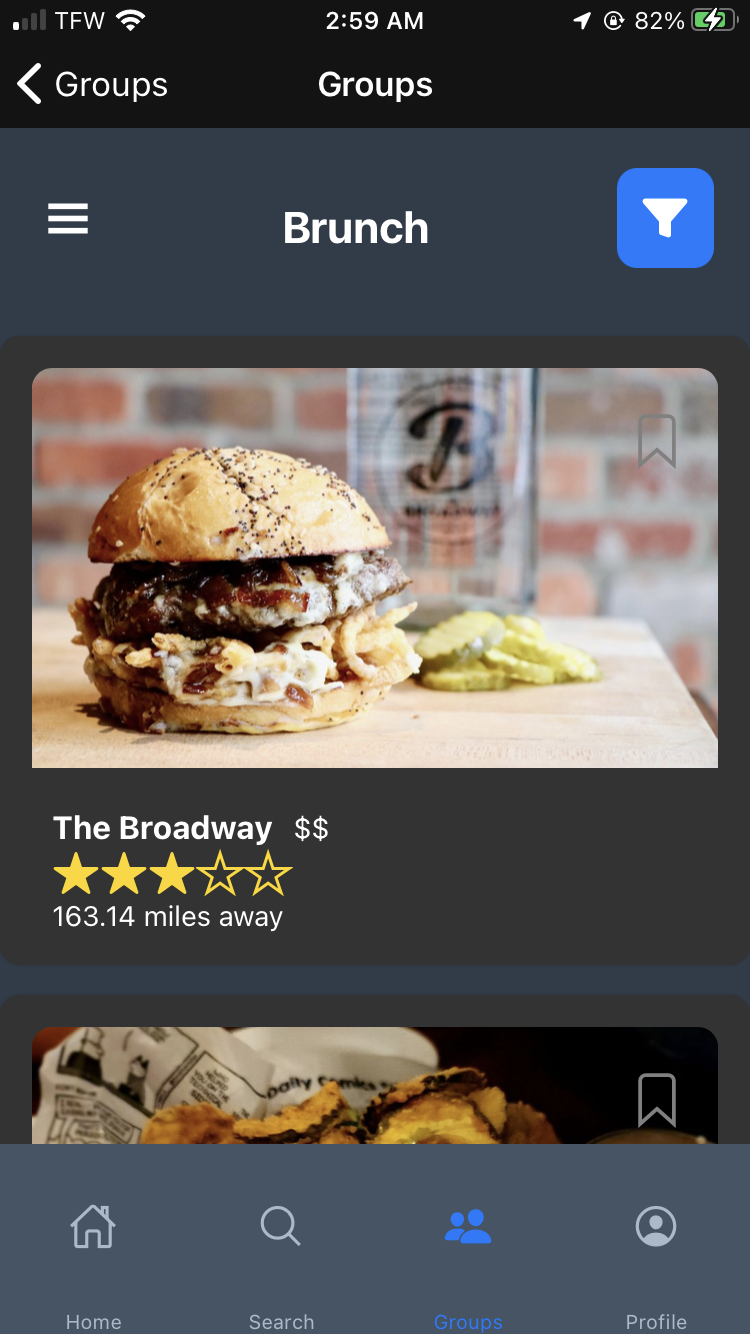 TFW 2:59 AM 82%
Groups Groups
Brunch
B
BROADWAY
The Broadway $$
163.14 miles away
Daily Comics
Home Search Groups Profile